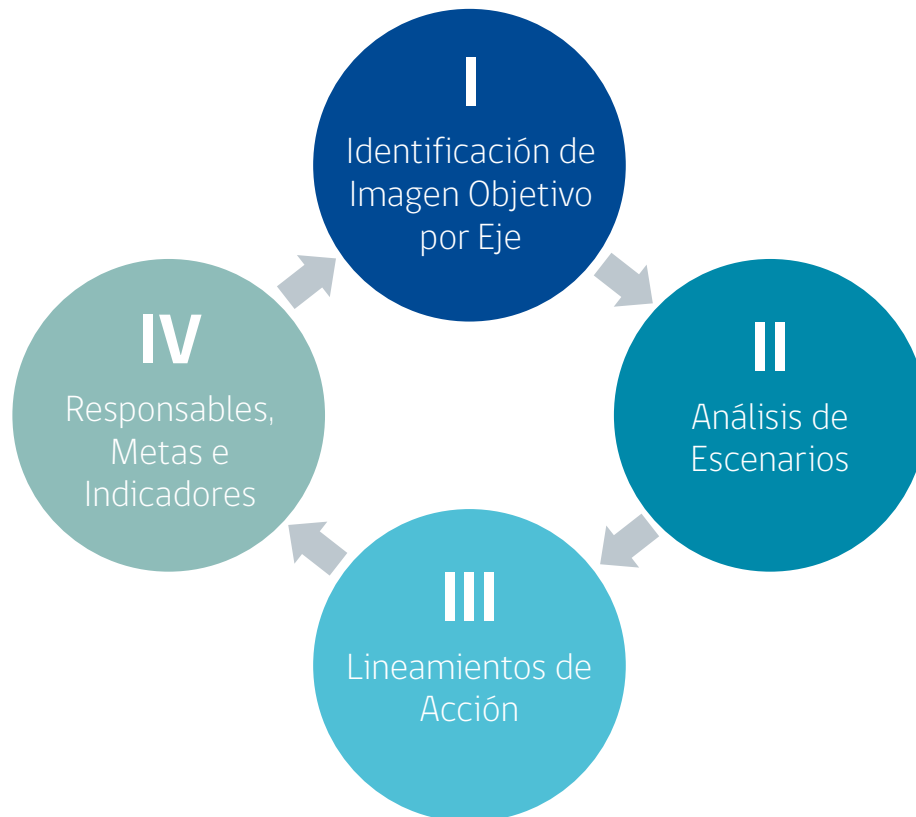 I
Identificación de
Imagen Objetivo
por Eje
II
Análisis de
Escenarios
III
Lineamientos de
Acción
IV
Responsables,
Metas e
Indicadores